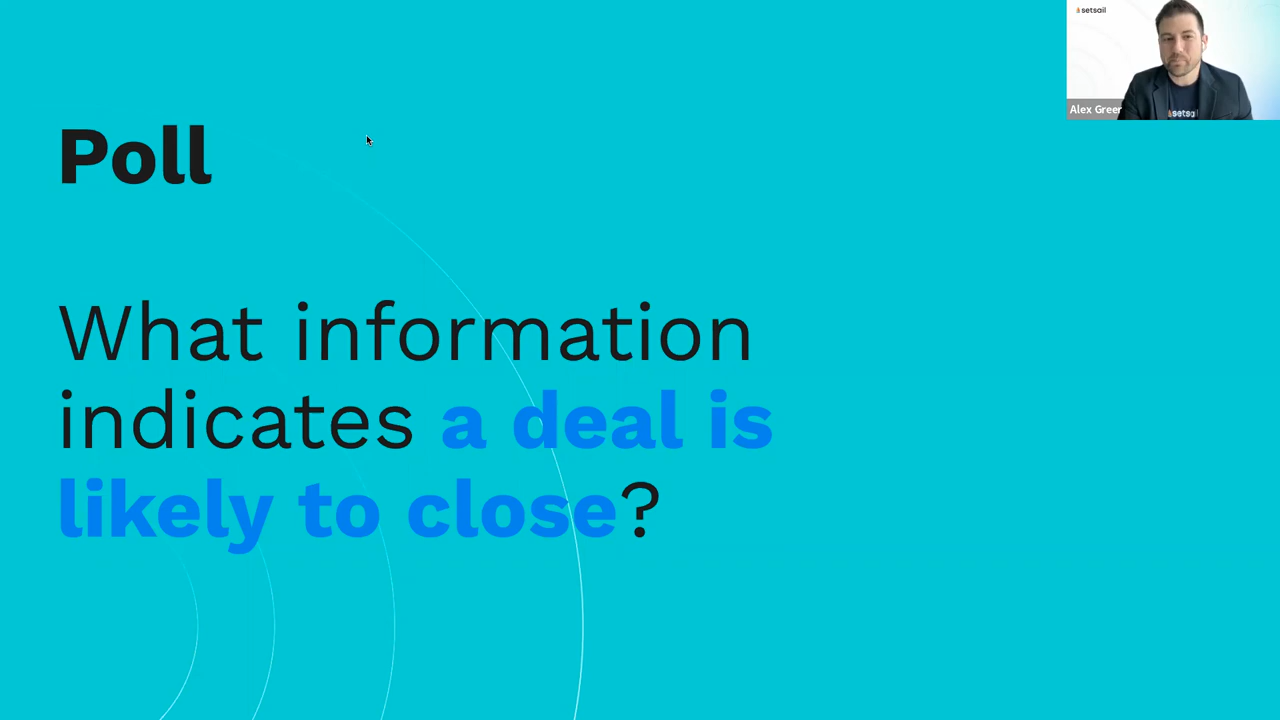 setsail
Poll
What information
indicates a deal is
likely to close?
Alex Green